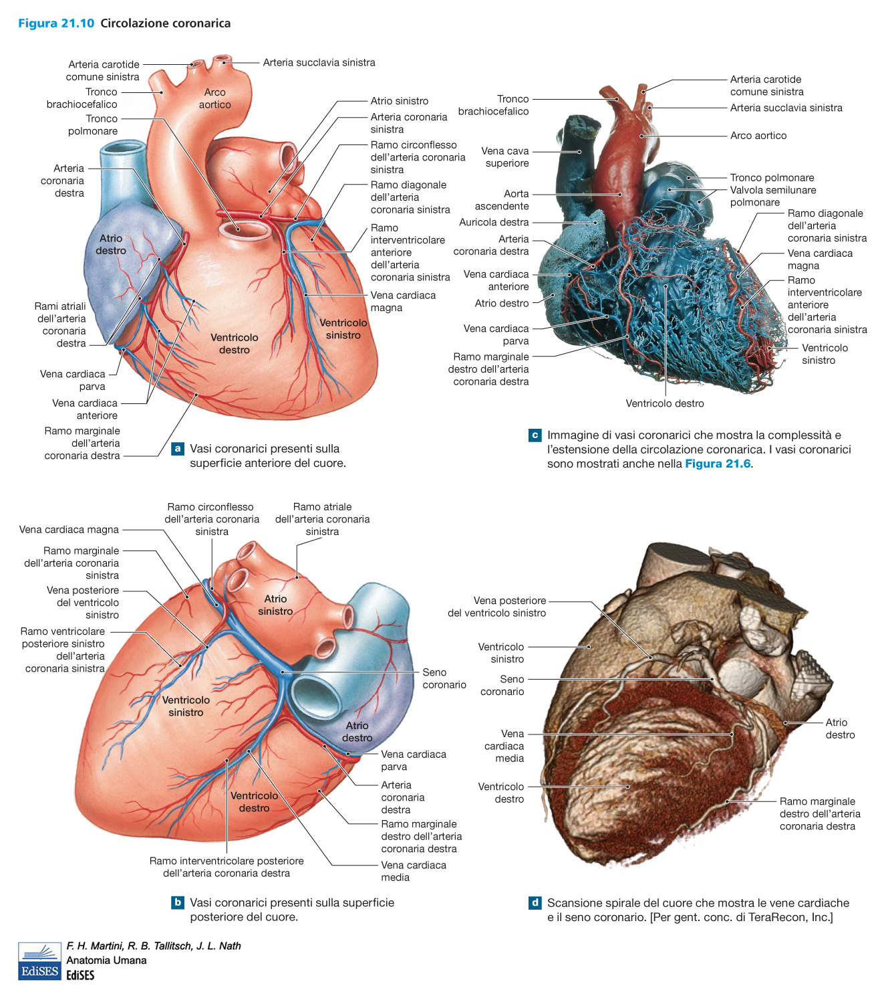 Figura 21.10 Circolazione coronarica
Arteria carotide
comune sinistra
Tronco
brachiocefalico
Tronco
polmonare
Arteria
coronaria
destra
Rami atriali
dell'arteria
coronaria
destra
Vena cardiaca
parva
Vena cardiaca
anteriore
Ramo marginale
dell'arteria
coronaria destra
Arco
aortico
Atrio
destro
Ventricolo
destro
Ventricolo
sinistro
Arteria succlavia sinistra
Atrio sinistro
Arteria coronaria
sinistra
Ramo circonflesso
dell'arteria coronaria
sinistra
Ramo diagonale
dell'arteria
coronaria sinistra
Ramo
interventricolare
anteriore
dell'arteria
coronaria sinistra
Vena cardiaca
magna
a Vasi coronarici presenti sulla
superficie anteriore del cuore.
Tronco
brachiocefalico
Vena cava
superiore
Aorta
ascendente
Auricola destra
Arteria
coronaria destra
Vena cardiaca
anteriore
Atrio destro
Vena cardiaca
parva
Ramo marginale
destro dell'arteria
coronaria destra
Arteria carotide
comune sinistra
Arteria succlavia sinistra
Arco aortico
Tronco polmonare
Valvola semilunare
polmonare
Ramo diagonale
dell'arteria
coronaria sinistra
Vena cardiaca
magna
Ramo
interventricolare
anteriore
dell'arteria
coronaria sinistra
Ventricolo
sinistro
Ventricolo destro
c Immagine di vasi coronarici che mostra la complessità e
l'estensione della circolazione coronarica. I vasi coronarici
sono mostrati anche nella Figura 21.6.
Ramo circonflesso
dell'arteria coronaria
sinistra
Ramo atriale
dell'arteria coronaria
sinistra
Vena cardiaca magna
Ramo marginale
dell'arteria coronaria
sinistra
Vena posteriore
del ventricolo
sinistro
Ramo ventricolare
posteriore sinistro
dell'arteria
coronaria sinistra
Atrio
sinistro
Ventricolo
sinistro
Atrio
destro
Ventricolo
destro
Seno
coronario
Vena cardiaca
parva
Arteria
coronaria
destra
Ramo marginale
destro dell'arteria
coronaria destra
Vena cardiaca
media
Ramo interventricolare posteriore
dell'arteria coronaria destra
b Vasi coronarici presenti sulla superficie
posteriore del cuore.
Vena posteriore
del ventricolo sinistro
Ventricolo
sinistro
Seno
coronario
Vena
cardiaca
media
Ventricolo
destro
Atrio
destro
Ramo marginale
destro dell'arteria
coronaria destra
d Scansione spirale del cuore che mostra le vene cardiache
e il seno coronario. [Per gent. conc. di TeraRecon, Inc.]
EdiSES
F. H. Martini, R. B. Tallitsch, J. L. Nath
Anatomia Umana
EdiSES